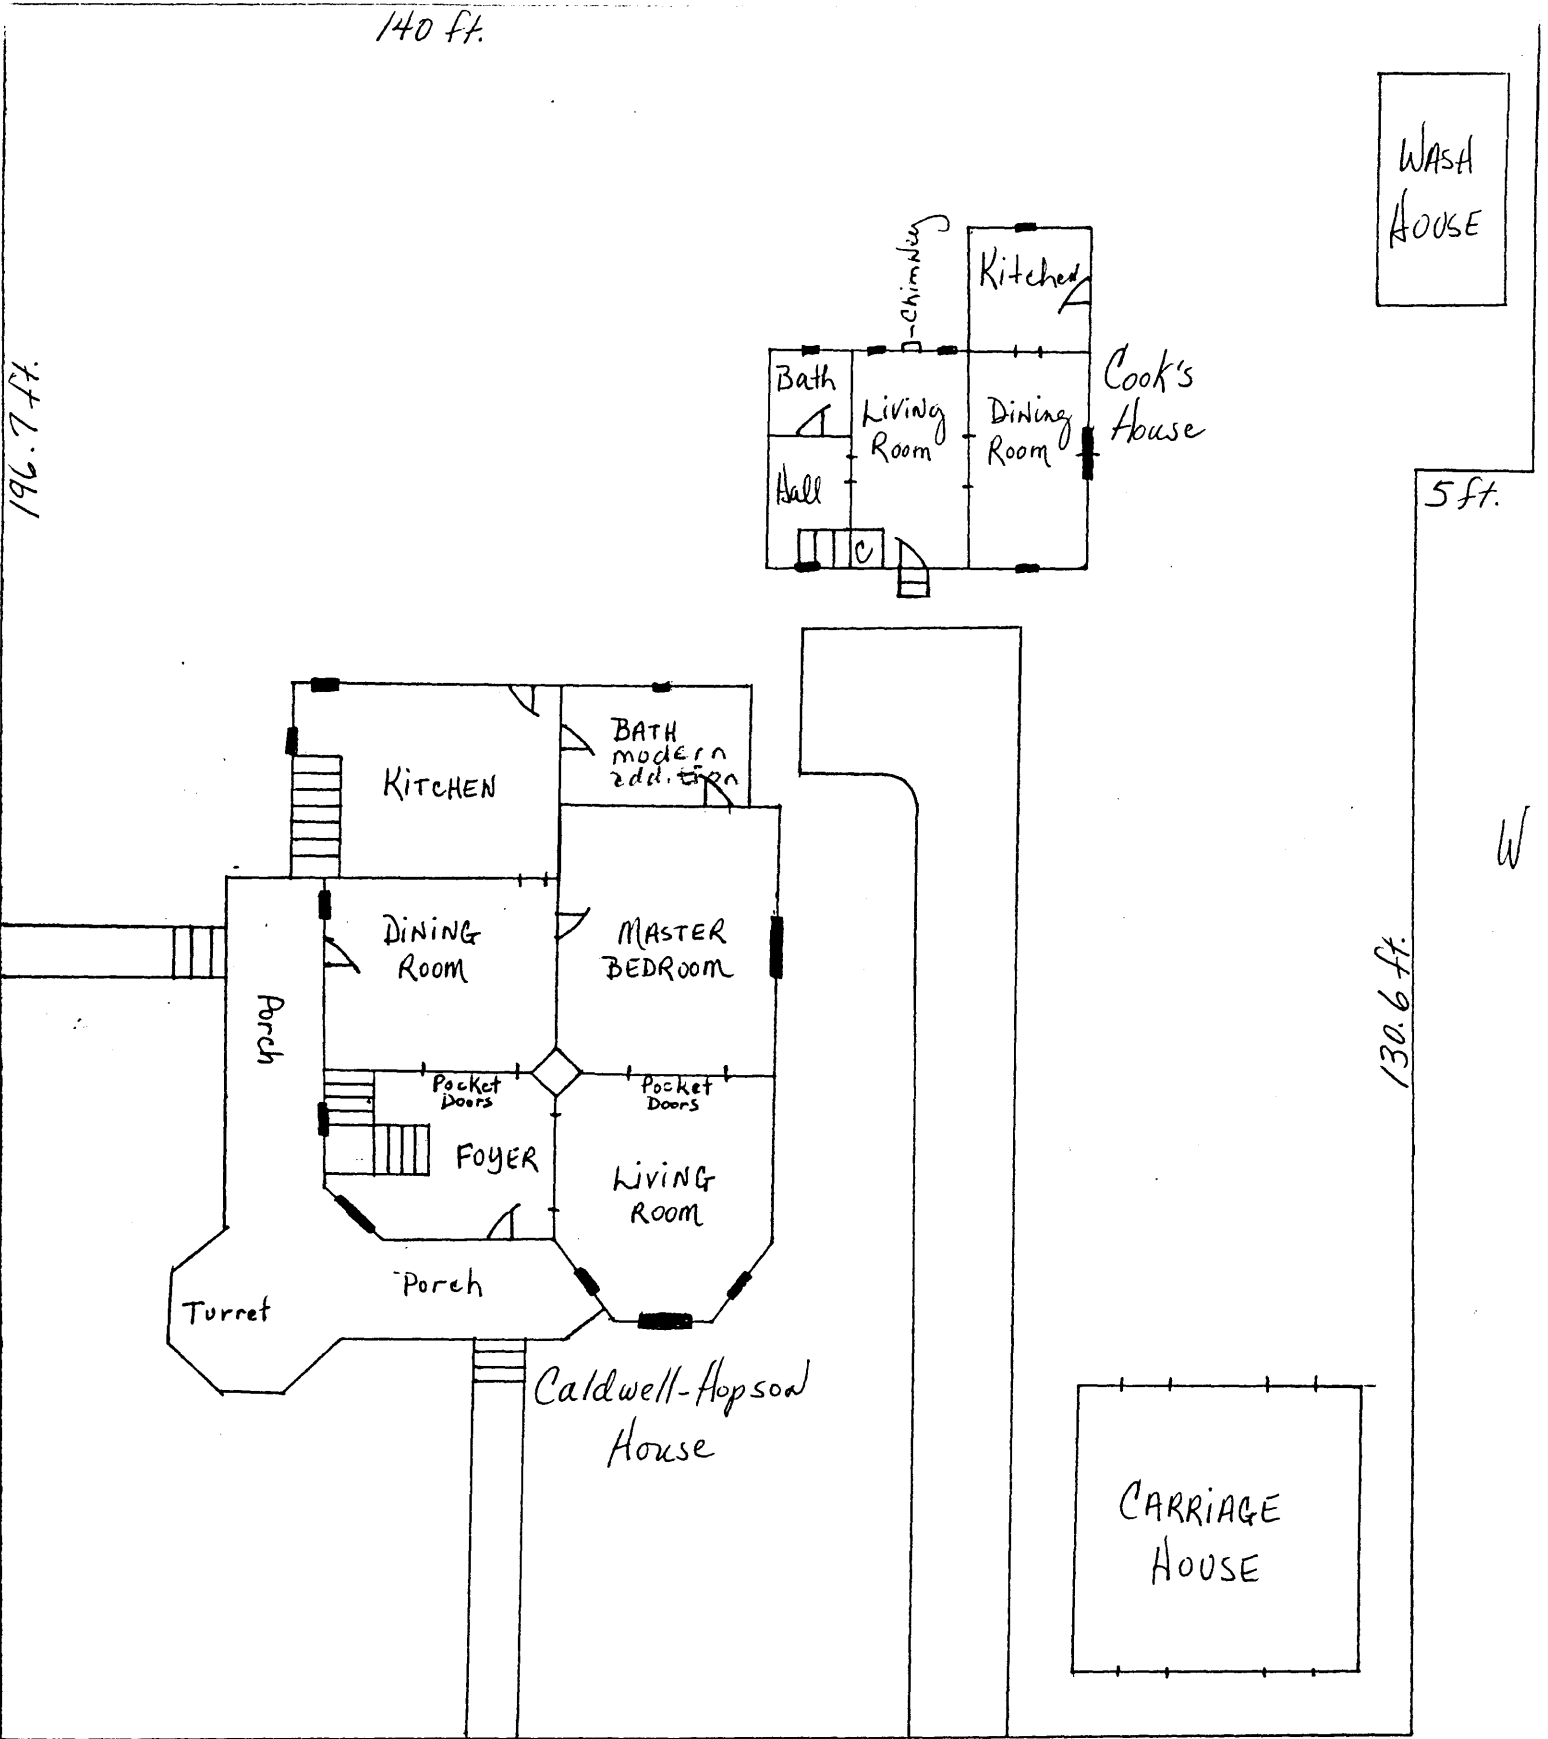 140 ft.
WASH
HOUSE
Chimney
Kitchen
196.7 ft.
Bath
Living
Room
Dining
Room
Cook's
House
Hall
C
5 ft.
BATH
modern
addition
KITCHEN
W
DINING
ROOM
MASTER
BEDROOM
Porch
130.6 ft.
Pocket
Doors
Pocket
Doors
FOYER
LIVING
ROOM
Porch
Turret
Caldwell-Hopson
House
CARRIAGE
HOUSE